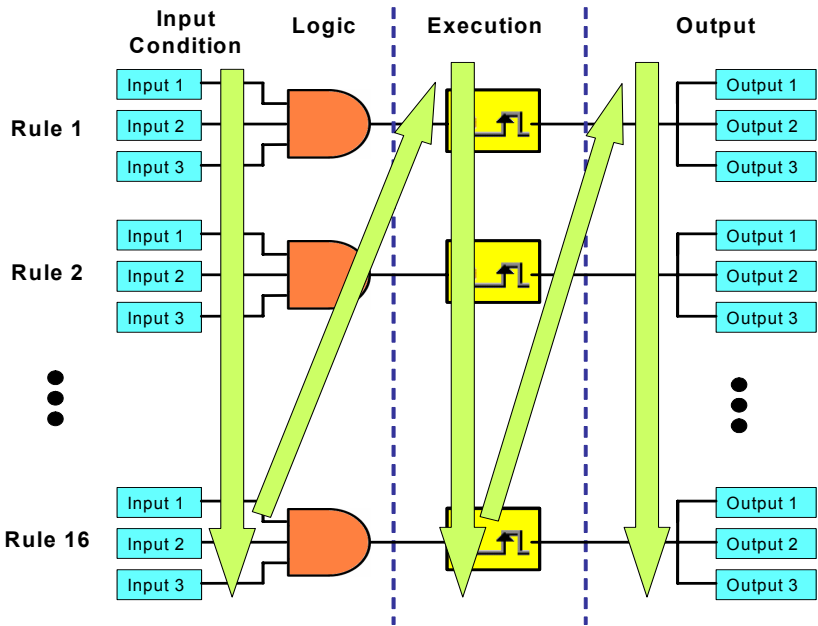 Input
Condition
Logic
Execution
Output
Rule 1
Input 1
Input 2
Input 3
Output 1
Output 2
Output 3
Rule 2
Input 1
Input 2
Input 3
Output 1
Output 2
Output 3
Rule 16
Input 1
Input 2
Input 3
Output 1
Output 2
Output 3